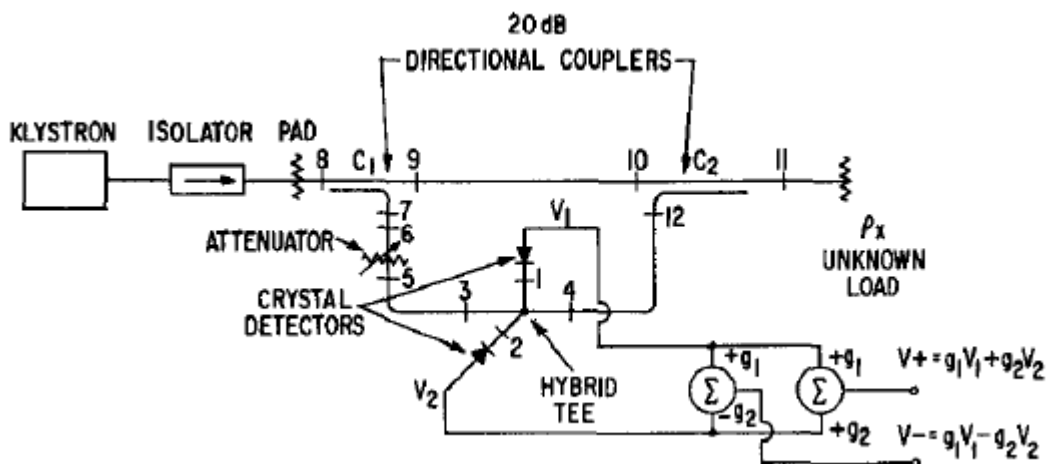 20 dB
DIRECTIONAL COUPLERS
KLYSTRON ISOLATOR PAD
8 C₁ 9 10 C₂ 11
7 V₁ 12
6
ATTENUATOR
5
ρₓ
UNKNOWN
LOAD
CRYSTAL
DETECTORS
3 1 4
2
HYBRID
TEE
V₂
+g₁ +g₁
Σ Σ
-g₂ +g₂
V+ = g₁V₁+g₂V₂
V- = g₁V₁-g₂V₂